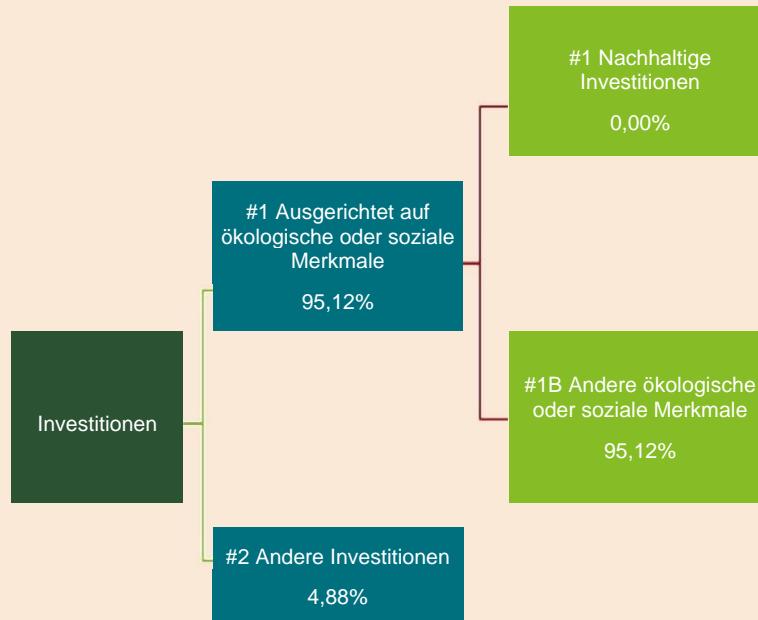 #1 Nachhaltige
Investitionen
0,00%
#1 Ausgerichtet auf
ökologische oder soziale
Merkmale
95,12%
Investitionen
#1B Andere ökologische
oder soziale Merkmale
95,12%
#2 Andere Investitionen
4,88%